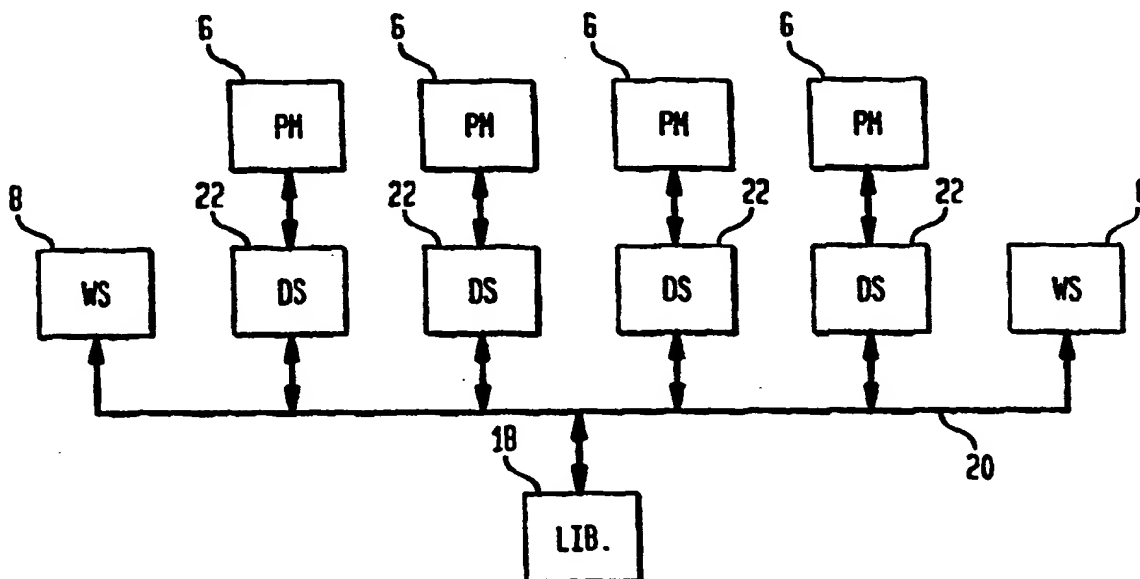 6 6 6 6
PM PM PM PM
8 22 22 22 22
WS DS DS DS DS WS
18 20
LIB.